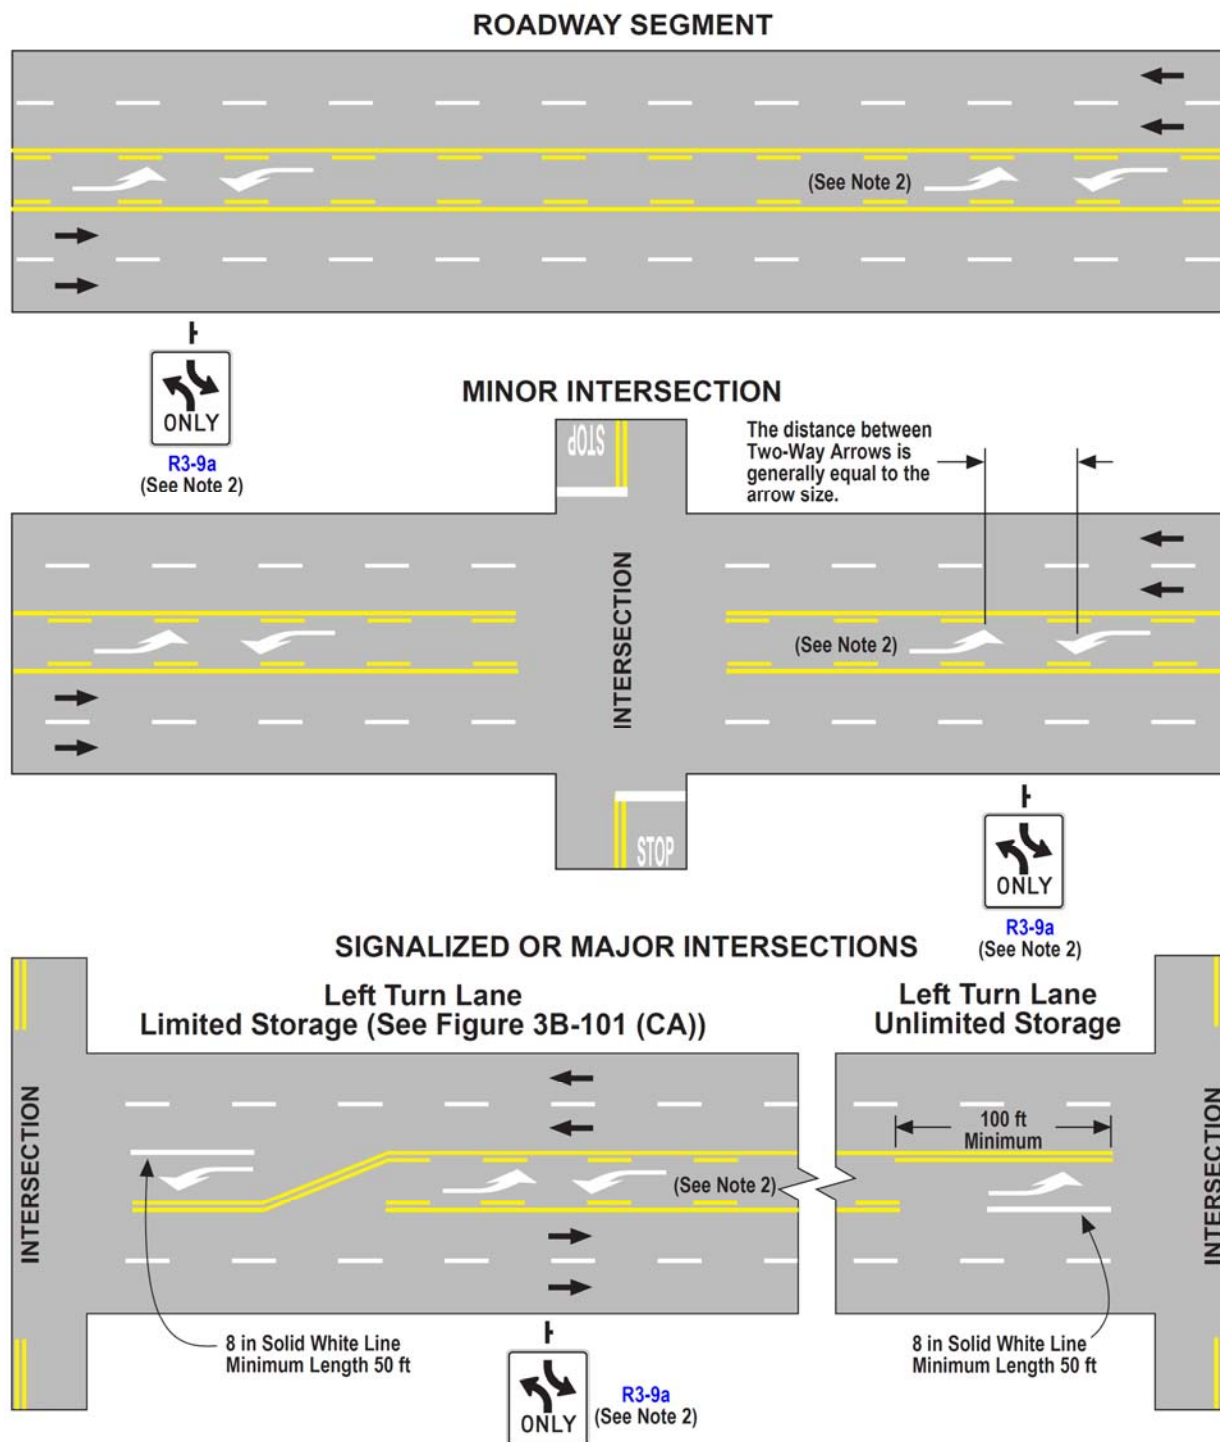 ROADWAY SEGMENT
(See Note 2)
ONLY
R3-9a
(See Note 2)
MINOR INTERSECTION
The distance between
Two-Way Arrows is
generally equal to the
arrow size.
STOP
INTERSECTION
(See Note 2)
STOP
ONLY
R3-9a
(See Note 2)
SIGNALIZED OR MAJOR INTERSECTIONS
Left Turn Lane
Limited Storage (See Figure 3B-101 (CA))
Left Turn Lane
Unlimited Storage
INTERSECTION
100 ft
Minimum
(See Note 2)
INTERSECTION
8 in Solid White Line
Minimum Length 50 ft
8 in Solid White Line
Minimum Length 50 ft
ONLY
R3-9a
(See Note 2)